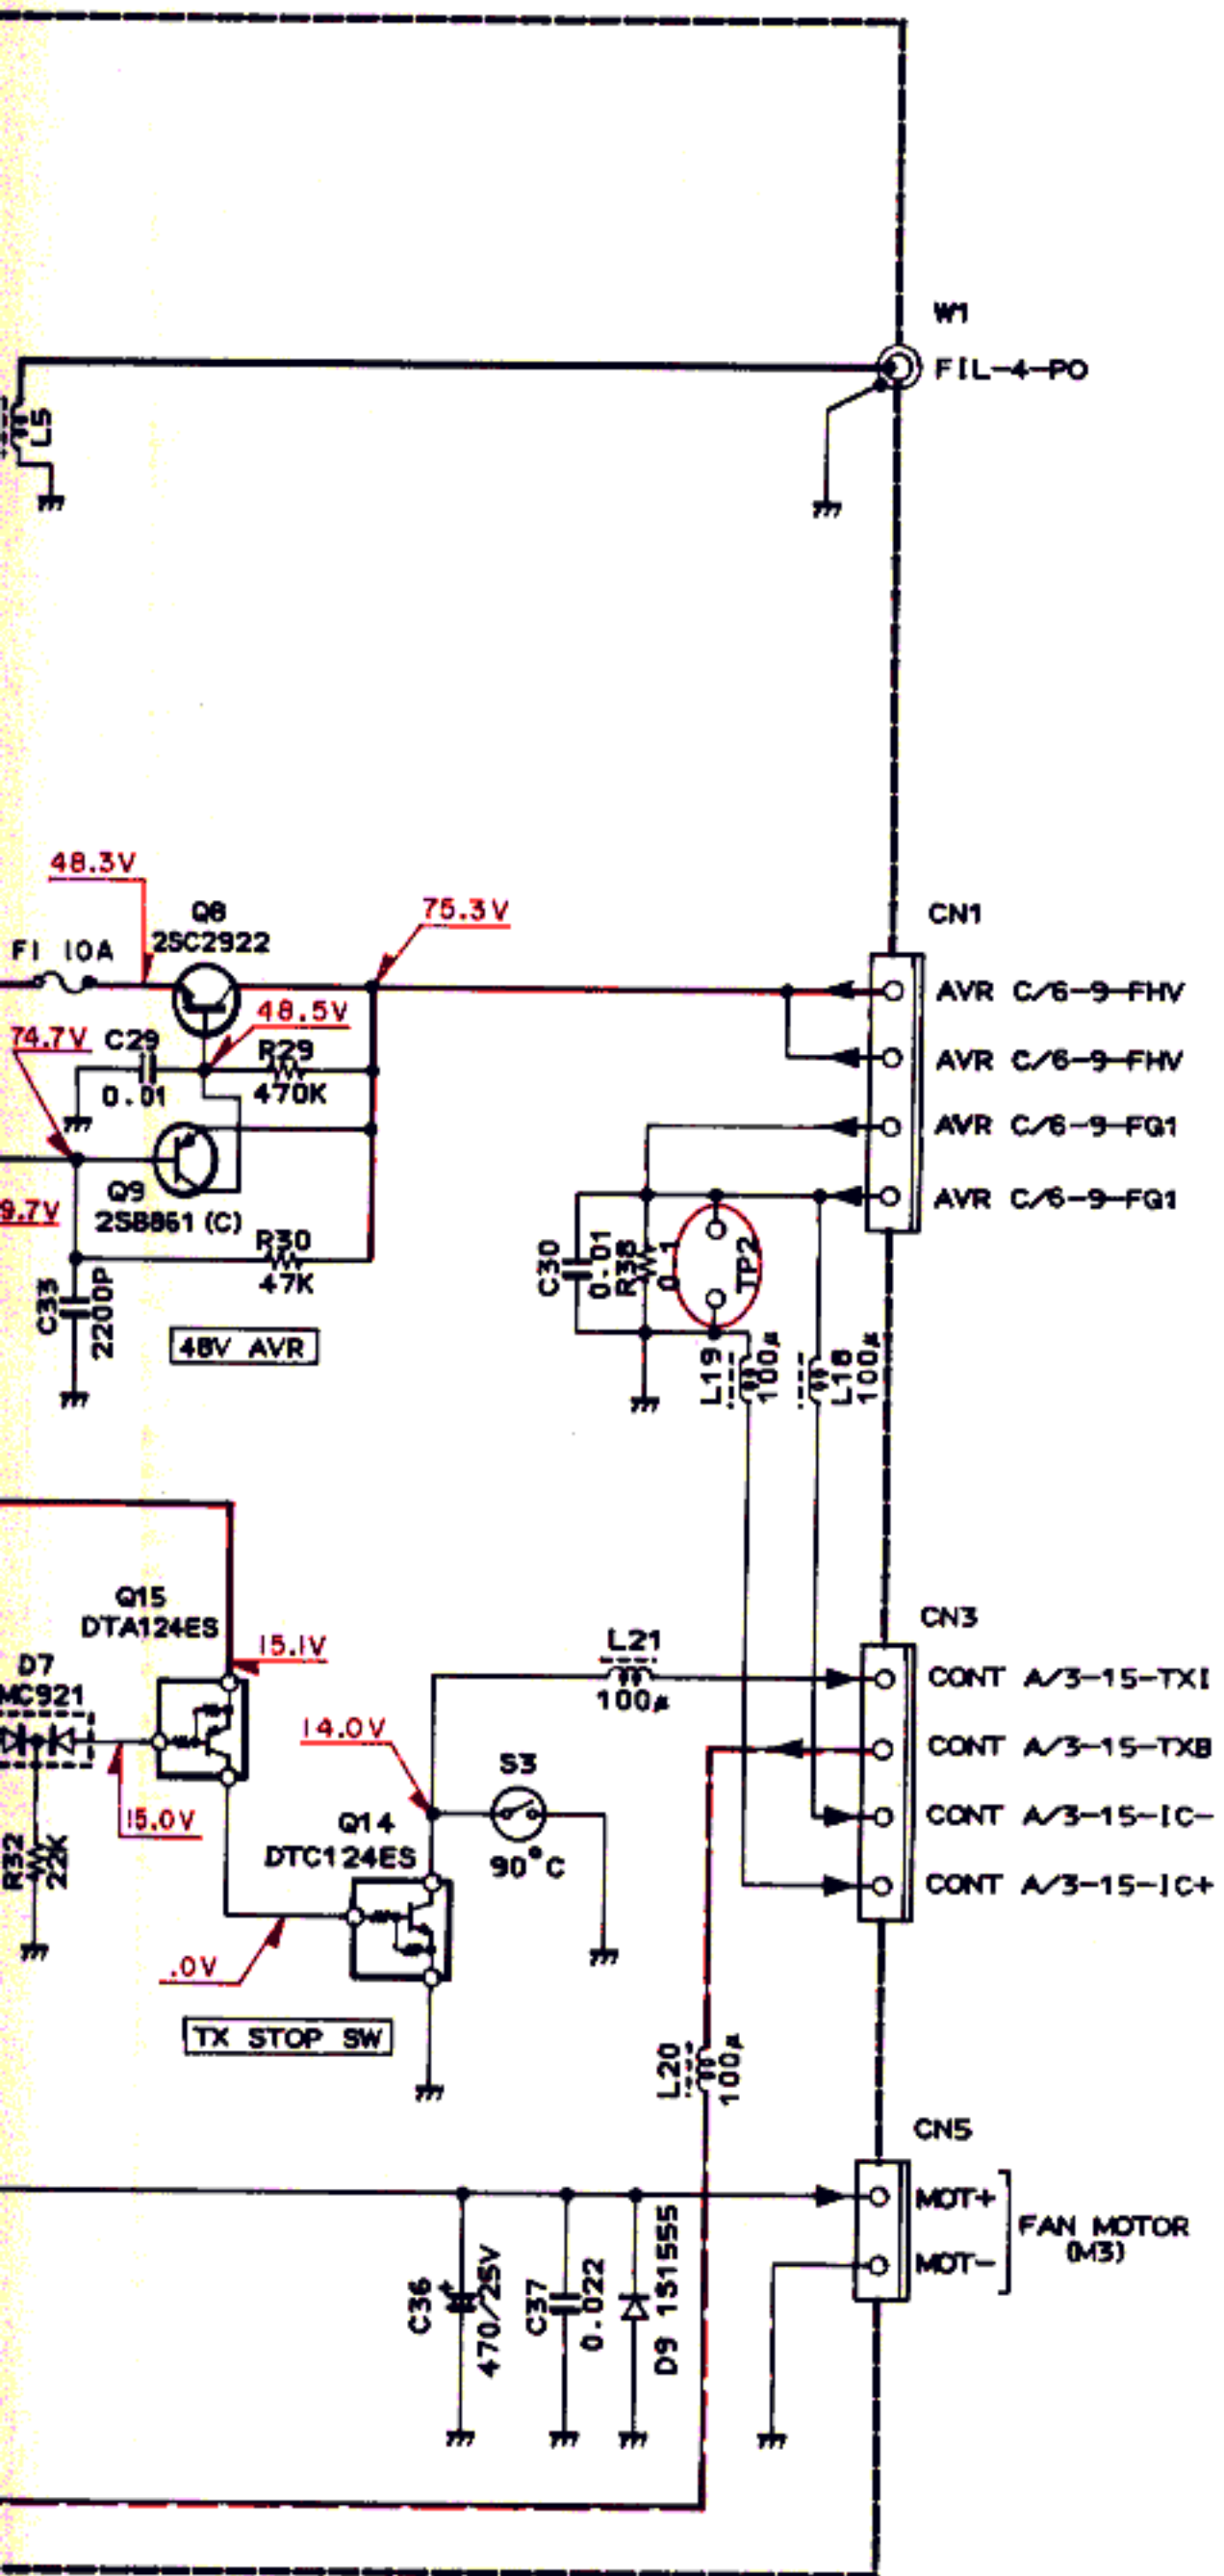 W1
FIL-4-PO
L5
48.3V
Q8
2SC2922
75.3V
CN1
F1 10A
AVR C/6-9-FHV
48.5V
74.7V
C29
0.01
R29
470K
AVR C/6-9-FHV
AVR C/6-9-FG1
Q9
2SB861 (C)
9.7V
AVR C/6-9-FG1
R30
47K
C33
2200P
C30
0.01
R38
0.1
TP2
48V AVR
L19
100μ
L18
100μ
Q15
DTA124ES
CN3
15.1V
L21
100μ
D7
MC921
CONT A/3-15-TXI
14.0V
CONT A/3-15-TXB
S3
90°C
15.0V
Q14
DTC124ES
CONT A/3-15-IC-
R32
22K
CONT A/3-15-IC+
.0V
TX STOP SW
L20
100μ
CN5
MOT+
FAN MOTOR
(M3)
MOT-
C36
+
470/25V
C37
0.022
D9 1S1555